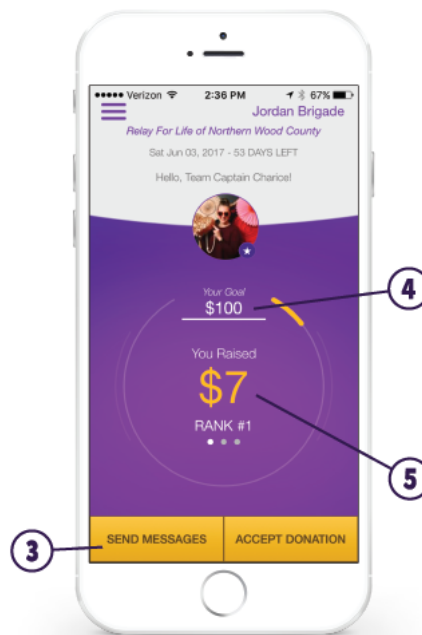 Verizon 2:36 PM 67%
Jordan Brigade
Relay For Life of Northern Wood County
Sat Jun 03, 2017 - 53 DAYS LEFT
Hello, Team Captain Charice!
Your Goal
$100
4
You Raised
$7
RANK #1
5
3
SEND MESSAGES ACCEPT DONATION